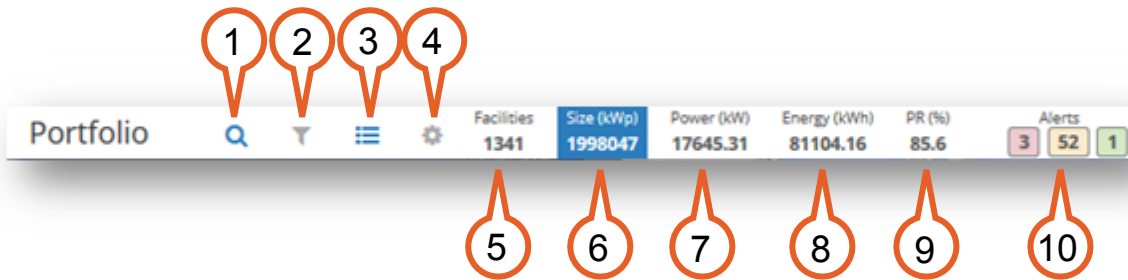 1 2 3 4
Portfolio
Facilities Size (kWp) Power (kW) Energy (kWh) PR (%) Alerts
1341 1998047 17645.31 81104.16 85.6 3 52 1
5 6 7 8 9 10